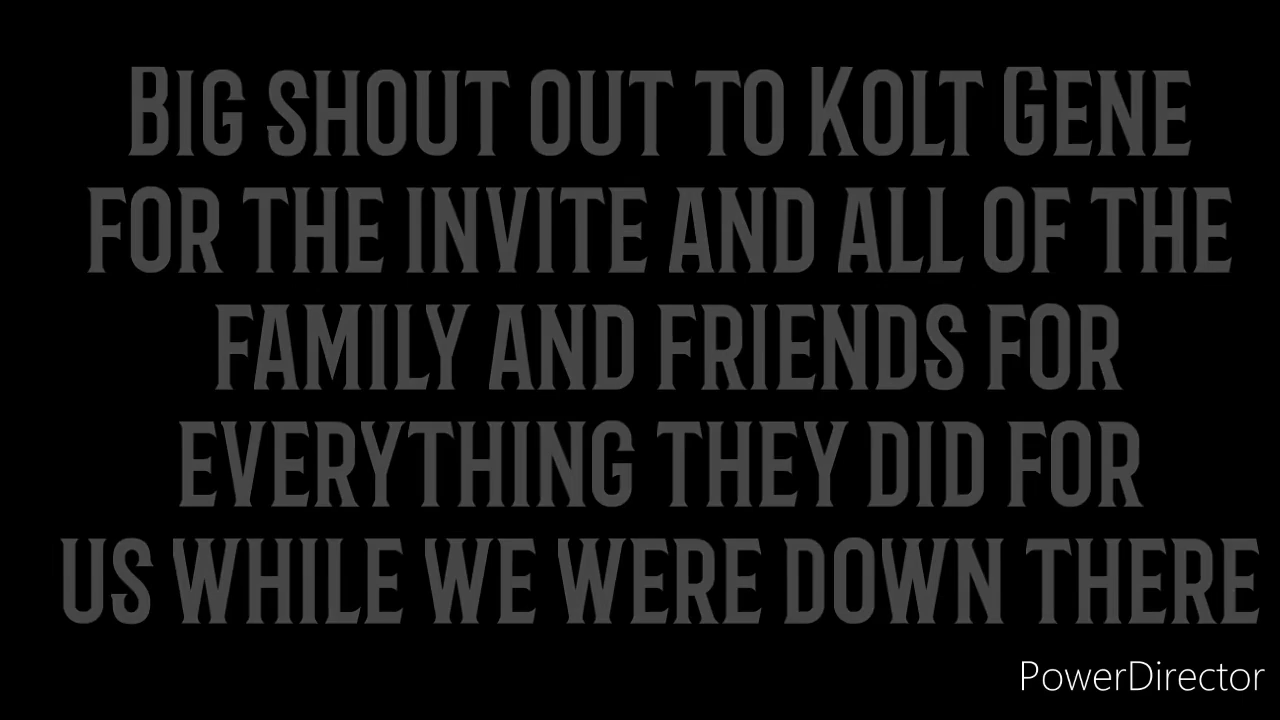 Big shout out to Kolt Gene
for the invite and all of the
family and friends for
everything they did for
us while we were down there
PowerDirector